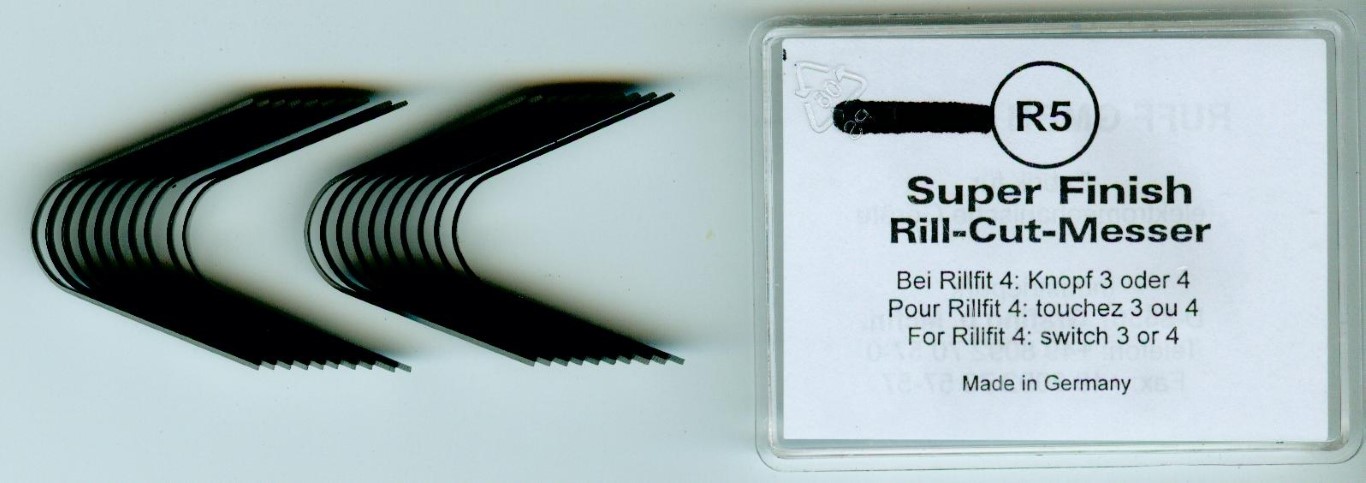 R5
Super Finish
Rill-Cut-Messer
Bei Rillfit 4: Knopf 3 oder 4
Pour Rillfit 4: touchez 3 ou 4
For Rillfit 4: switch 3 or 4
Made in Germany